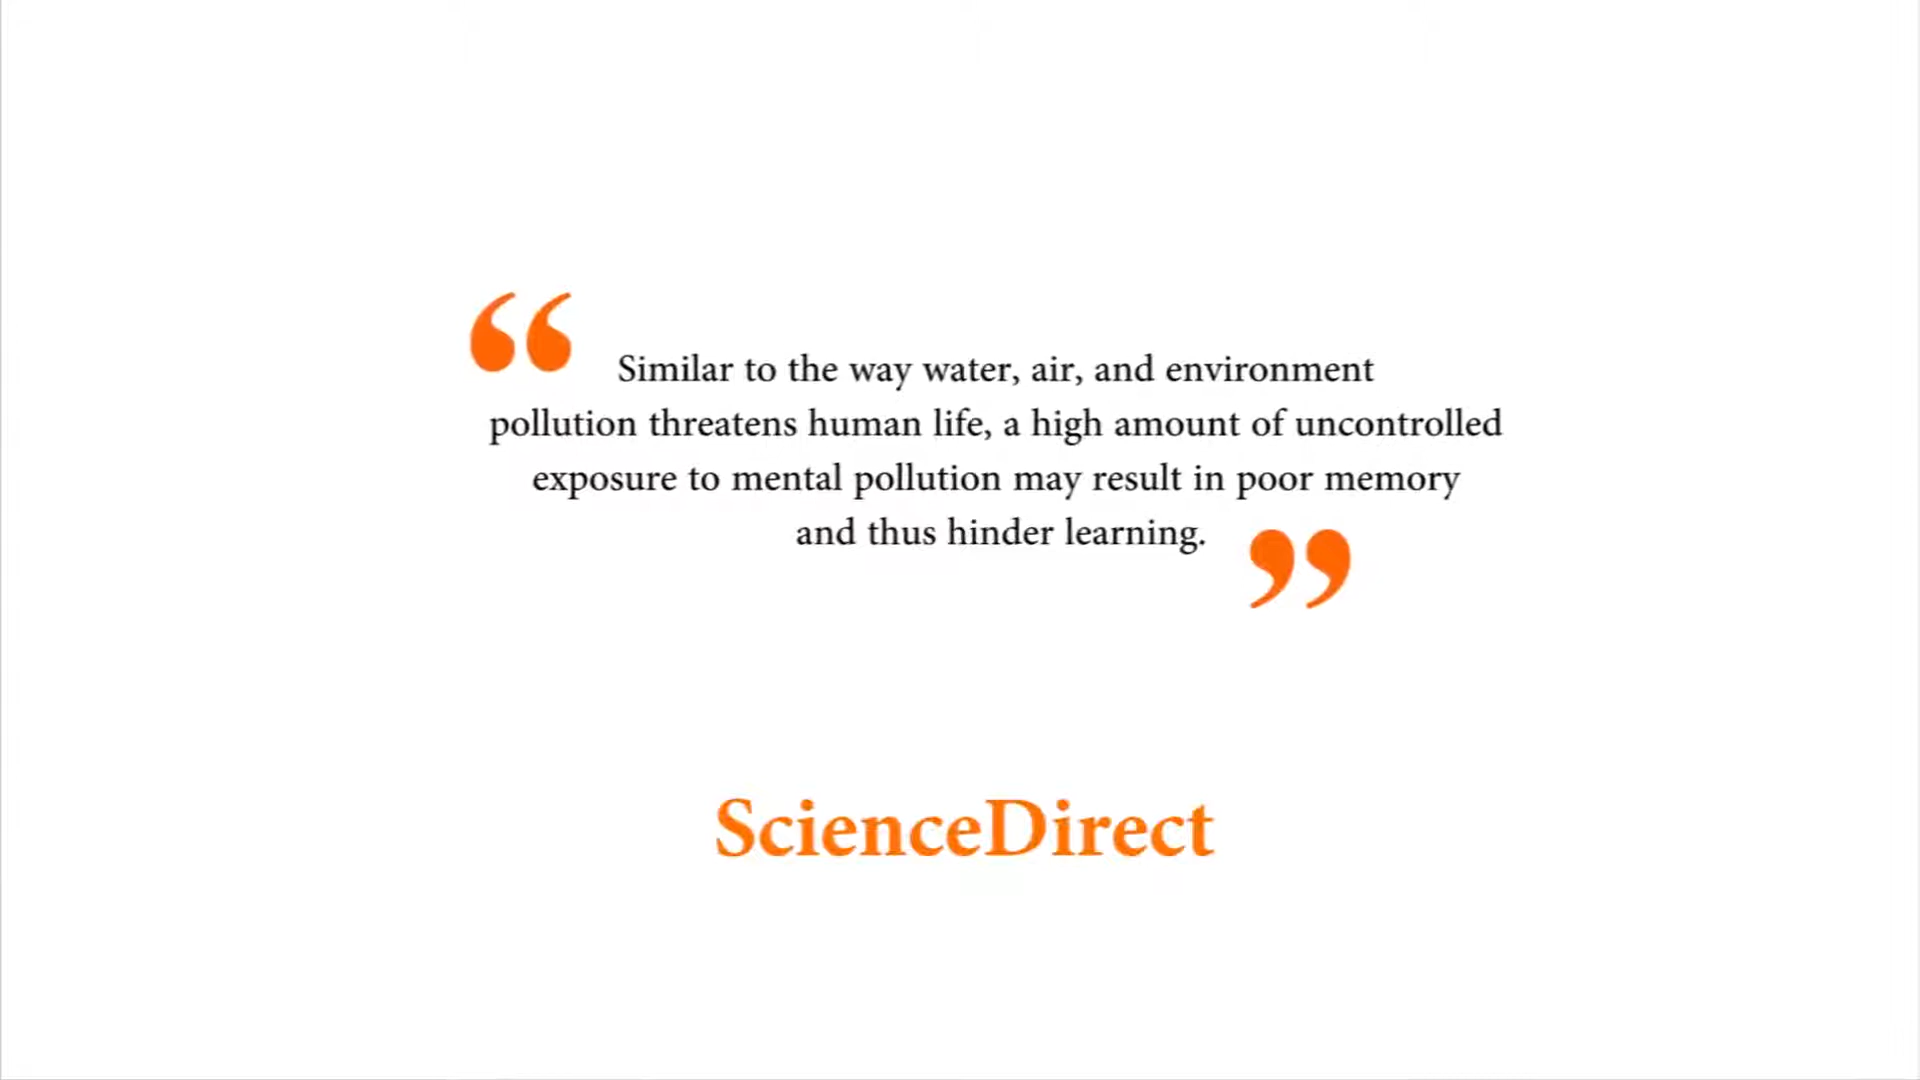 “ Similar to the way water, air, and environment
pollution threatens human life, a high amount of uncontrolled
exposure to mental pollution may result in poor memory
and thus hinder learning. ”
ScienceDirect